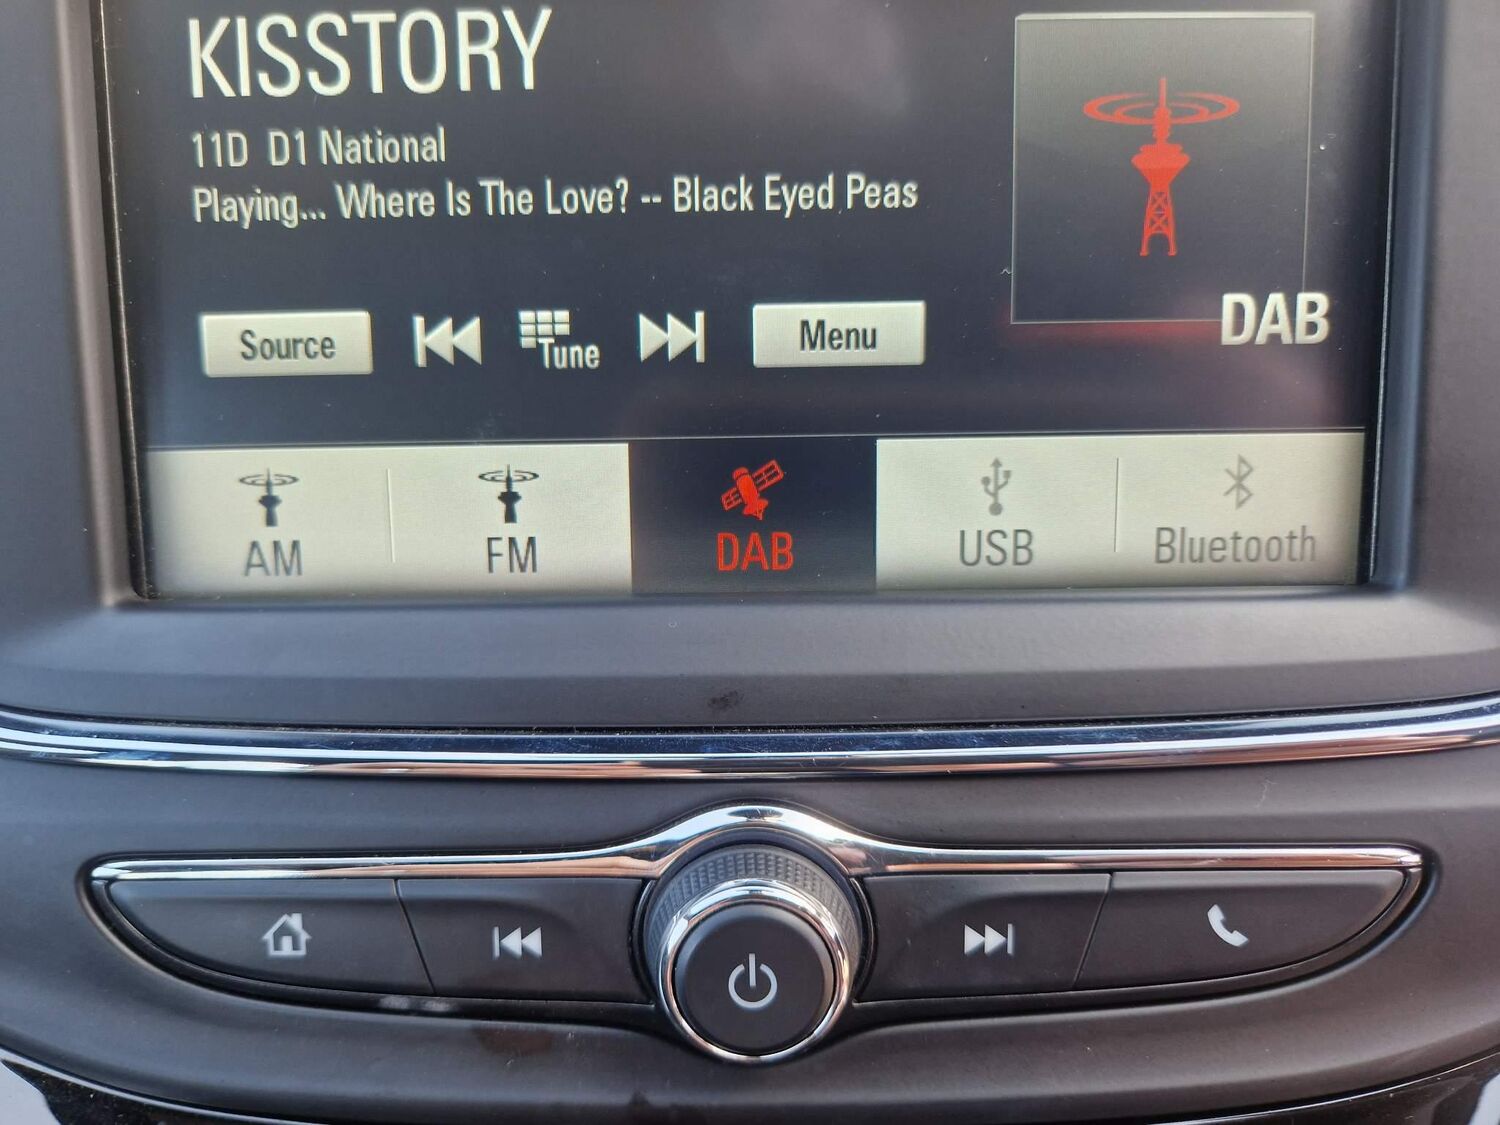 KISSTORY
11D D1 National
Playing... Where Is The Love? -- Black Eyed Peas
DAB
Source Tune Menu
AM FM DAB USB Bluetooth